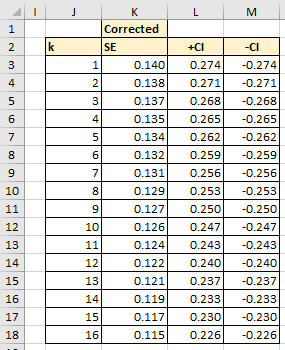 I J K L M
1 Corrected
2 k SE +CI -CI
3 1 0.140 0.274 -0.274
4 2 0.138 0.271 -0.271
5 3 0.137 0.268 -0.268
6 4 0.135 0.265 -0.265
7 5 0.134 0.262 -0.262
8 6 0.132 0.259 -0.259
9 7 0.131 0.256 -0.256
10 8 0.129 0.253 -0.253
11 9 0.127 0.250 -0.250
12 10 0.126 0.247 -0.247
13 11 0.124 0.243 -0.243
14 12 0.122 0.240 -0.240
15 13 0.121 0.237 -0.237
16 14 0.119 0.233 -0.233
17 15 0.117 0.230 -0.230
18 16 0.115 0.226 -0.226